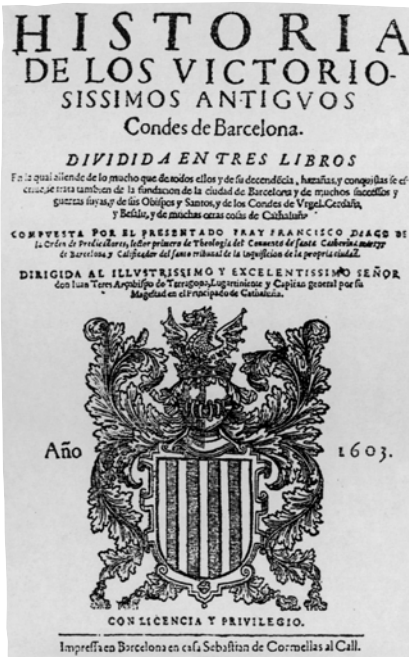 HISTORIA
DE LOS VICTORIO-
SISSIMOS ANTIGVOS
Condes de Barcelona.
DIVIDIDA EN TRES LIBROS
En la qual allende de lo mucho que de todos ellos y de su decendẽcia, hazañas, y conquistas se es-
criue, se trata tambien de la fundacion de la ciudad de Barcelona y de muchos successos y
guerras suyas, y de sus Obispos y Santos, y de los Condes de Vrgel, Cerdaña,
y Besalu, y de muchas otras cosas de Cathaluña
COMPVESTA POR EL PRESENTADO FRAY FRANCISCO DIAGO DE
la Orden de Predicadores, letor primero de Theologia del Conuento de santa Catherina martyr
de Barcelona y Calificador del santo tribunal de la Inquisicion de la propria ciudad.
DIRIGIDA AL ILLVSTRISSIMO Y EXCELENTISSIMO SEÑOR
don Iuan Teres Arçobispo de Tarragona, Lugarteniente y Capitan general por su
Magestad en el Principado de Cathaluña.
Año 1603.
CON LICENCIA Y PRIVILEGIO.
Impressa en Barcelona en casa Sebastian de Cormellas al Call.